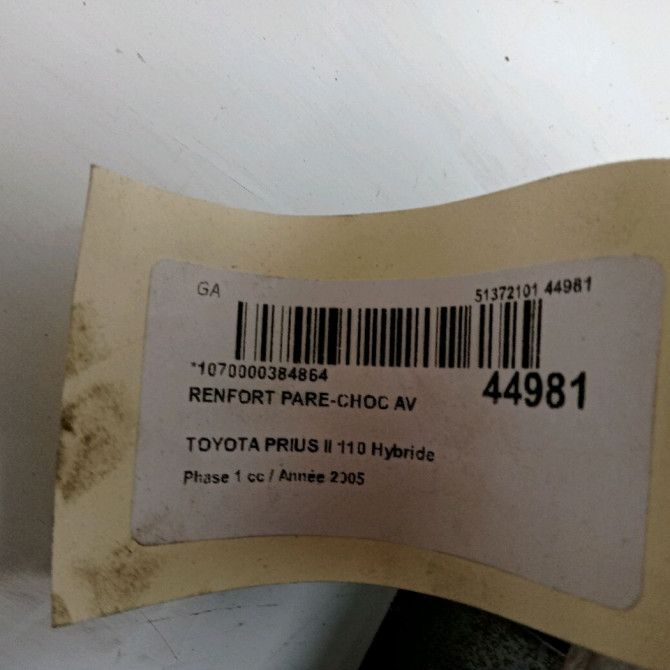 GA
51372101 44981
*1070000384864
44981
RENFORT PARE-CHOC AV
TOYOTA PRIUS II 110 Hybride
Phase 1 cc / Année 2005